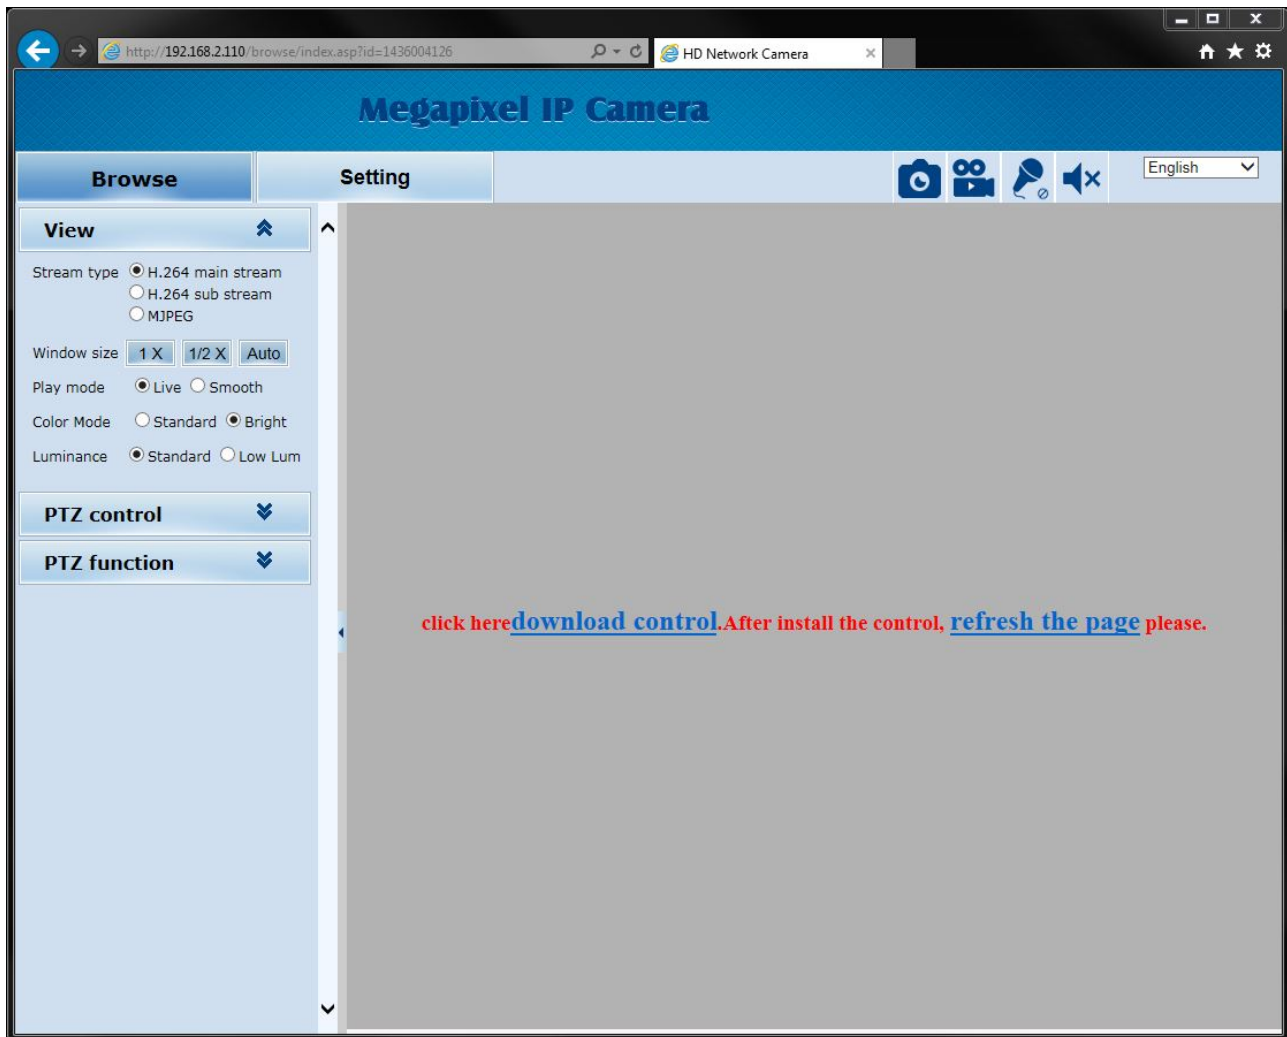 http://192.168.2.110/browse/index.asp?id=1436004126
HD Network Camera
Megapixel IP Camera
Browse
Setting
English
View
Stream type H.264 main stream
H.264 sub stream
MJPEG
Window size 1 X 1/2 X Auto
Play mode Live Smooth
Color Mode Standard Bright
Luminance Standard Low Lum
PTZ control
PTZ function
click heredownload control.After install the control, refresh the page please.